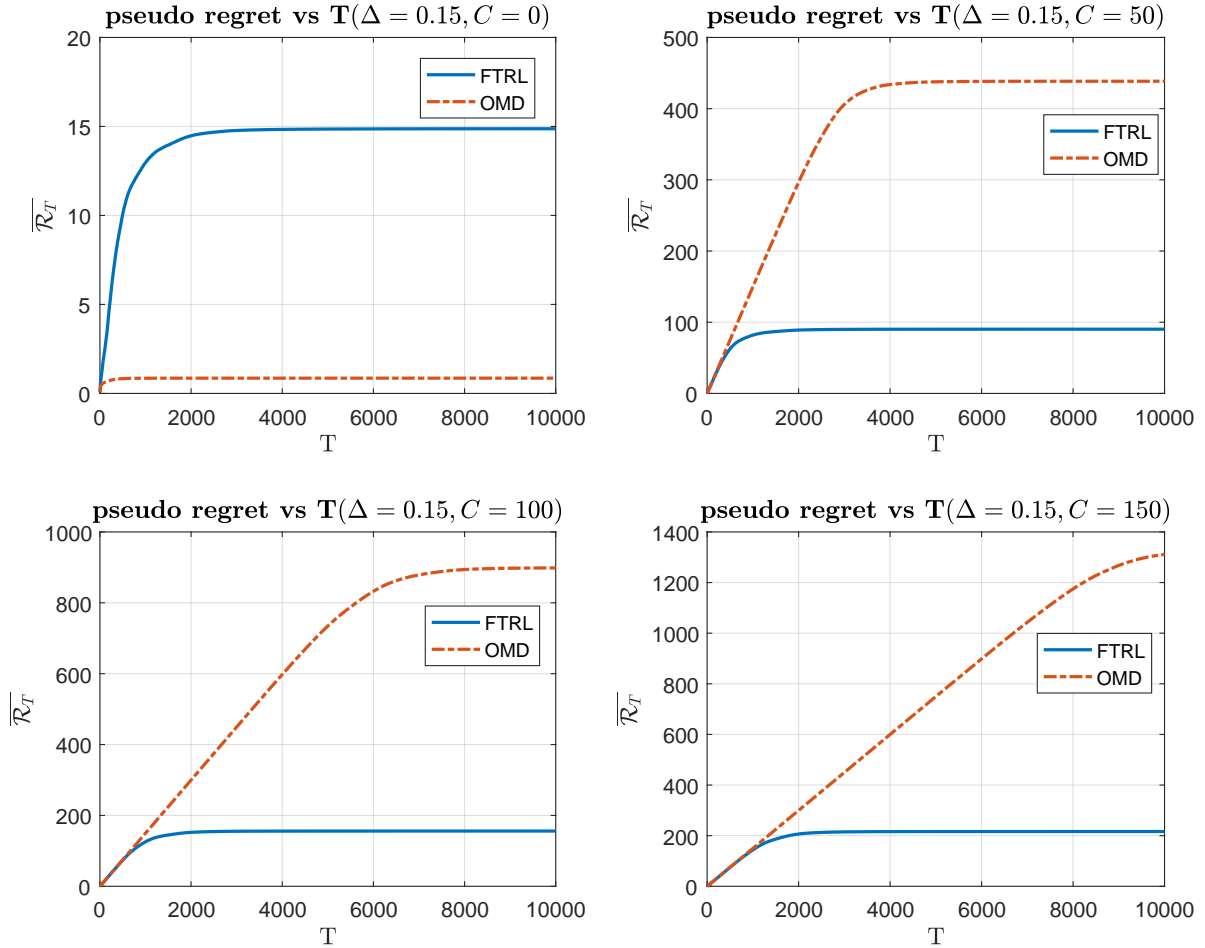 pseudo regret vs T(Δ = 0.15, C = 0)
20
15
10
5
0
0 2000 4000 6000 8000 10000
T
R̅_T
FTRL
OMD
pseudo regret vs T(Δ = 0.15, C = 50)
500
400
300
200
100
0
0 2000 4000 6000 8000 10000
T
R̅_T
FTRL
OMD
pseudo regret vs T(Δ = 0.15, C = 100)
1000
800
600
400
200
0
0 2000 4000 6000 8000 10000
T
R̅_T
FTRL
OMD
pseudo regret vs T(Δ = 0.15, C = 150)
1400
1200
1000
800
600
400
200
0
0 2000 4000 6000 8000 10000
T
R̅_T
FTRL
OMD